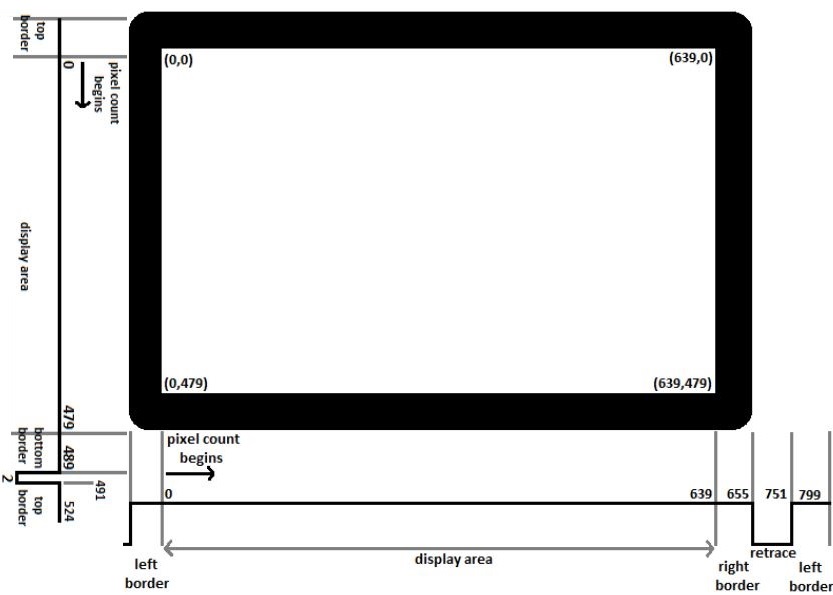 top
border
0
pixel count
begins
(0,0)
(639,0)
display area
(0,479)
(639,479)
479
bottom
border
489
2
491
top
border
524
pixel count
begins
0
639
655
751
799
display area
left
border
right
border
retrace
left
border